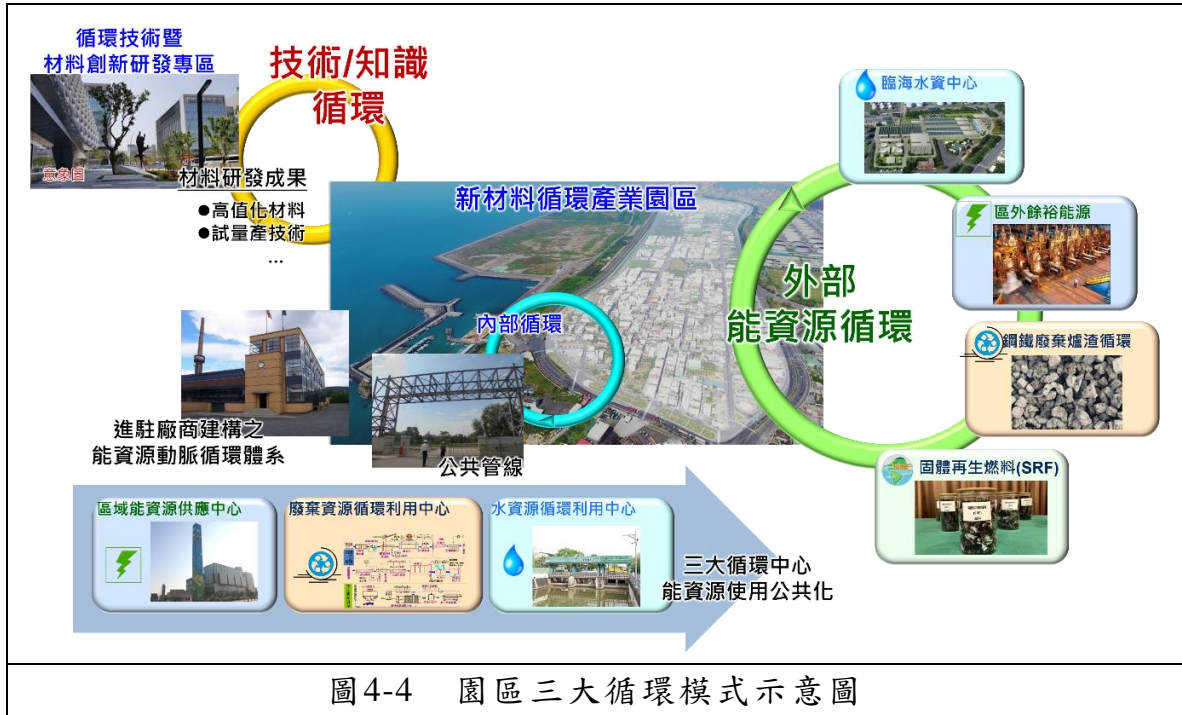 循環技術暨
材料創新研發專區
意象圖
技術/知識
循環
材料研發成果
●高值化材料
●試量產技術
...
新材料循環產業園區
內部循環
外部
能資源循環
臨海水資中心
區外餘裕能源
鋼鐵廢棄爐渣循環
固體再生燃料(SRF)
進駐廠商建構之
能資源動脈循環體系
公共管線
區域能資源供應中心
廢棄資源循環利用中心
水資源循環利用中心
三大循環中心
能資源使用公共化
圖4-4 園區三大循環模式示意圖